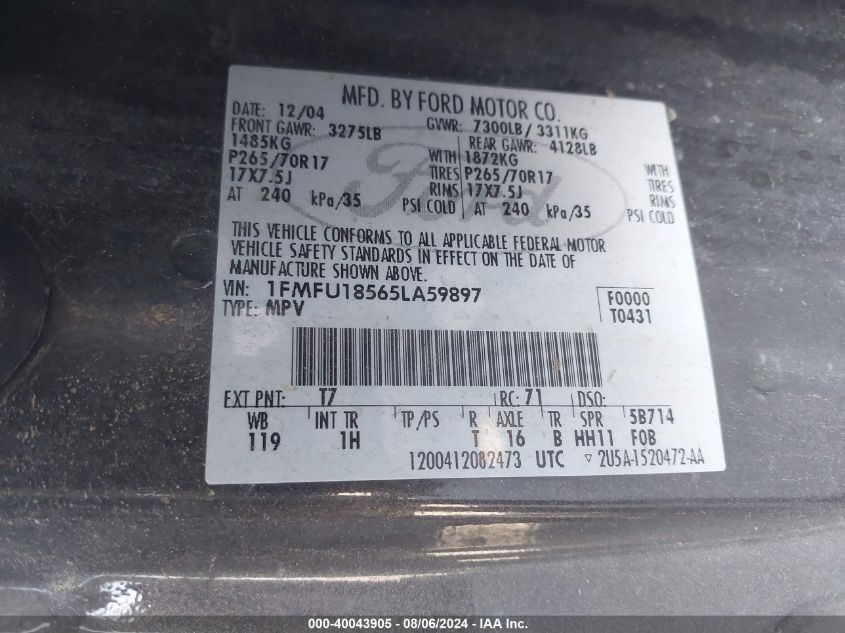 MFD. BY FORD MOTOR CO.
DATE: 12/04 GVWR: 7300LB / 3311KG
FRONT GAWR: 3275LB REAR GAWR: 4128LB
1485KG WITH 1872KG WITH
P265/70R17 TIRES P265/70R17 TIRES
17X7.5J RIMS 17X7.5J RIMS
AT 240 kPa/35 PSI COLD AT 240 kPa/35 PSI COLD
Ford
THIS VEHICLE CONFORMS TO ALL APPLICABLE FEDERAL MOTOR
VEHICLE SAFETY STANDARDS IN EFFECT ON THE DATE OF
MANUFACTURE SHOWN ABOVE.
VIN: 1FMFU18565LA59897 F0000
TYPE: MPV T0431
EXT PNT: T7 RC: 71 DSO:
WB INT TR TP/PS R AXLE TR SPR 5B714
119 1H T 16 B HH11 FOB
1200412082473 UTC ▽ 2U5A-1520472-AA
000-40043905 - 08/06/2024 - IAA Inc.